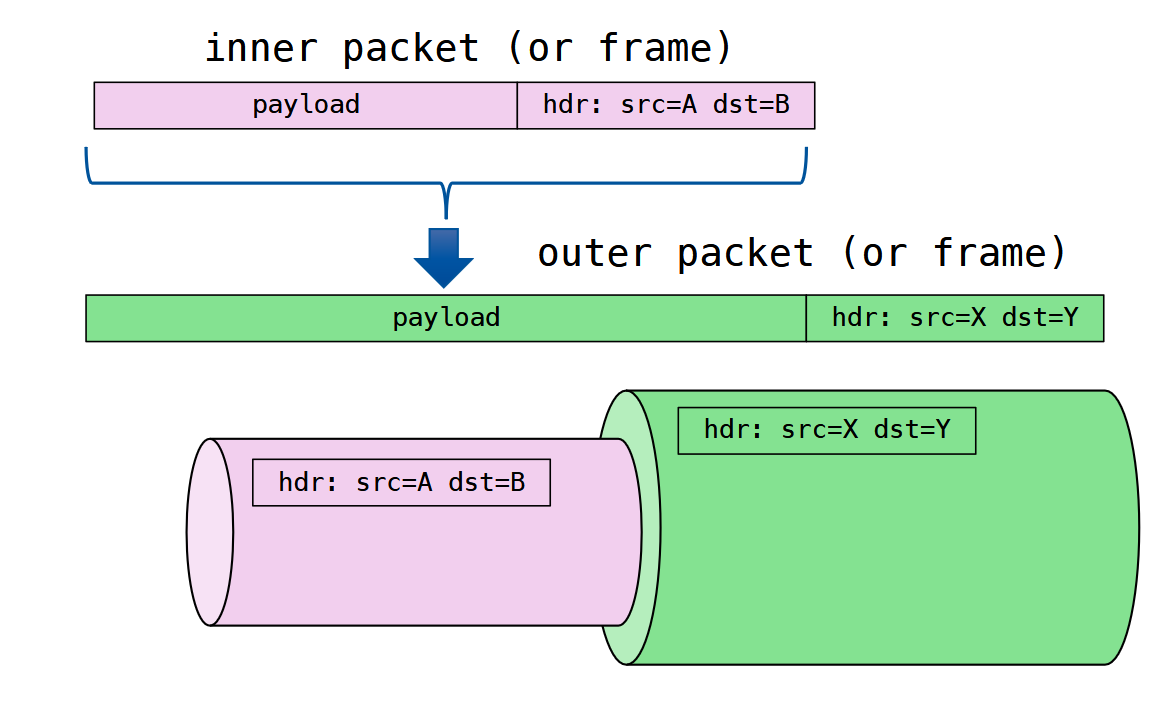 inner packet (or frame)
payload
hdr: src=A dst=B
outer packet (or frame)
payload
hdr: src=X dst=Y
hdr: src=X dst=Y
hdr: src=A dst=B